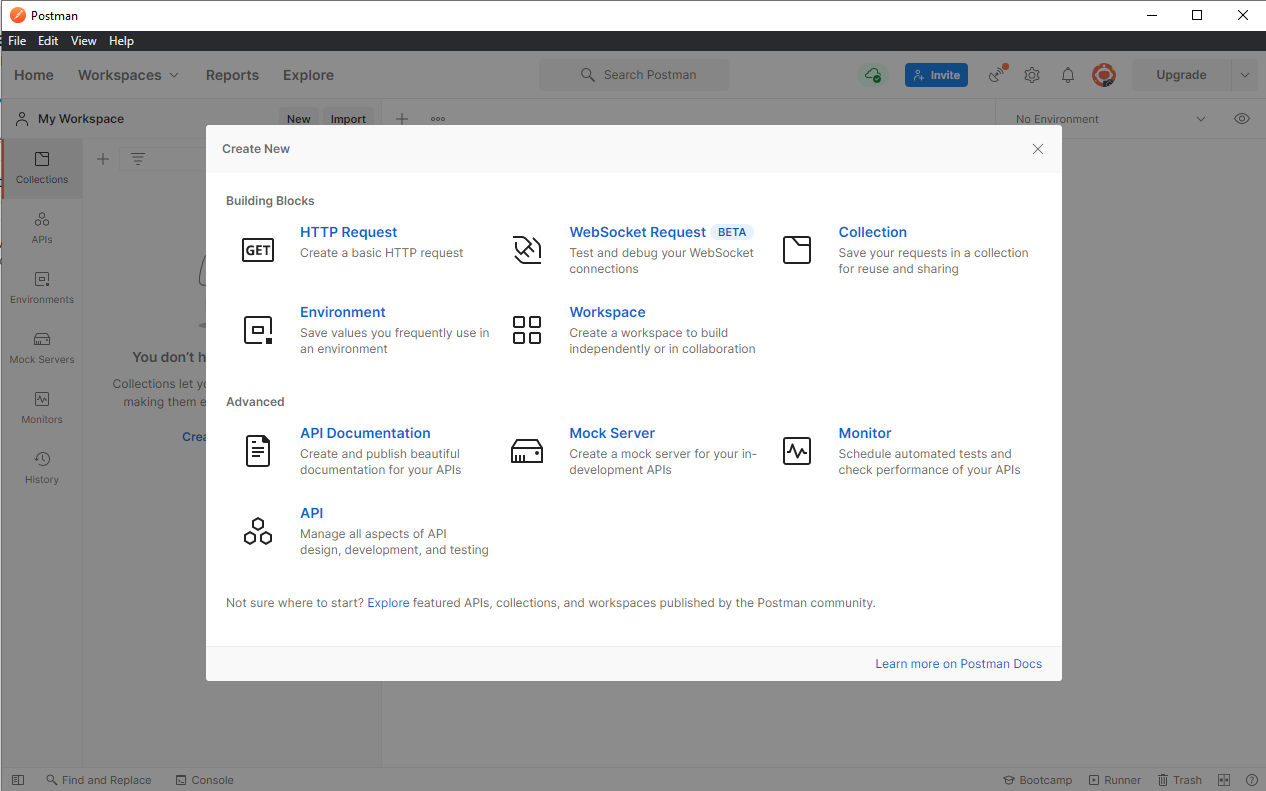 Postman
File Edit View Help
Home Workspaces Reports Explore Search Postman Invite Upgrade
My Workspace New Import No Environment
Collections
APIs
Environments
Mock Servers
Monitors
History
You don't h
Collections let yo
making them e
Crea
Create New
Building Blocks
GET
HTTP Request
Create a basic HTTP request
WebSocket Request BETA
Test and debug your WebSocket
connections
Collection
Save your requests in a collection
for reuse and sharing
Environment
Save values you frequently use in
an environment
Workspace
Create a workspace to build
independently or in collaboration
Advanced
API Documentation
Create and publish beautiful
documentation for your APIs
Mock Server
Create a mock server for your in-
development APIs
Monitor
Schedule automated tests and
check performance of your APIs
API
Manage all aspects of API
design, development, and testing
Not sure where to start? Explore featured APIs, collections, and workspaces published by the Postman community.
Learn more on Postman Docs
Find and Replace Console Bootcamp Runner Trash